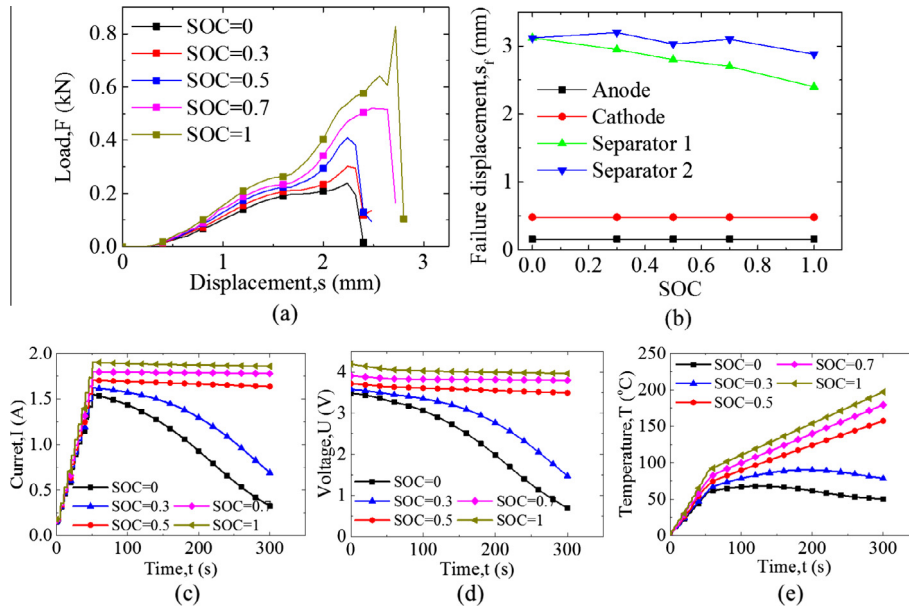 (a)
Load,F (kN)
0.8
0.6
0.4
0.2
0.0
0
1
2
3
Displacement,s (mm)
SOC=0
SOC=0.3
SOC=0.5
SOC=0.7
SOC=1
(a)
(b)
Failure displacement,sf (mm)
3
2
1
0
0.0
0.2
0.4
0.6
0.8
1.0
SOC
Anode
Cathode
Separator 1
Separator 2
(b)
Curret,I (A)
2.0
1.5
1.0
0.5
0.0
0
100
200
300
Time,t (s)
SOC=0
SOC=0.3
SOC=0.7
SOC=0.5
SOC=1
(c)
Voltage,U (V)
5
4
3
2
1
0
0
100
200
300
Time,t (s)
SOC=0
SOC=0.3
SOC=0.7
SOC=0.5
SOC=1
(d)
Temperature,T (°C)
250
200
150
100
50
0
0
100
200
300
Time,t (s)
SOC=0
SOC=0.7
SOC=0.3
SOC=1
SOC=0.5
(e)